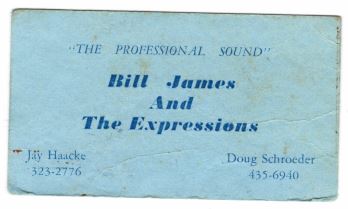 "THE PROFESSIONAL SOUND"
Bill James
And
The Expressions
Jay Haacke
323-2776
Doug Schroeder
435-6940